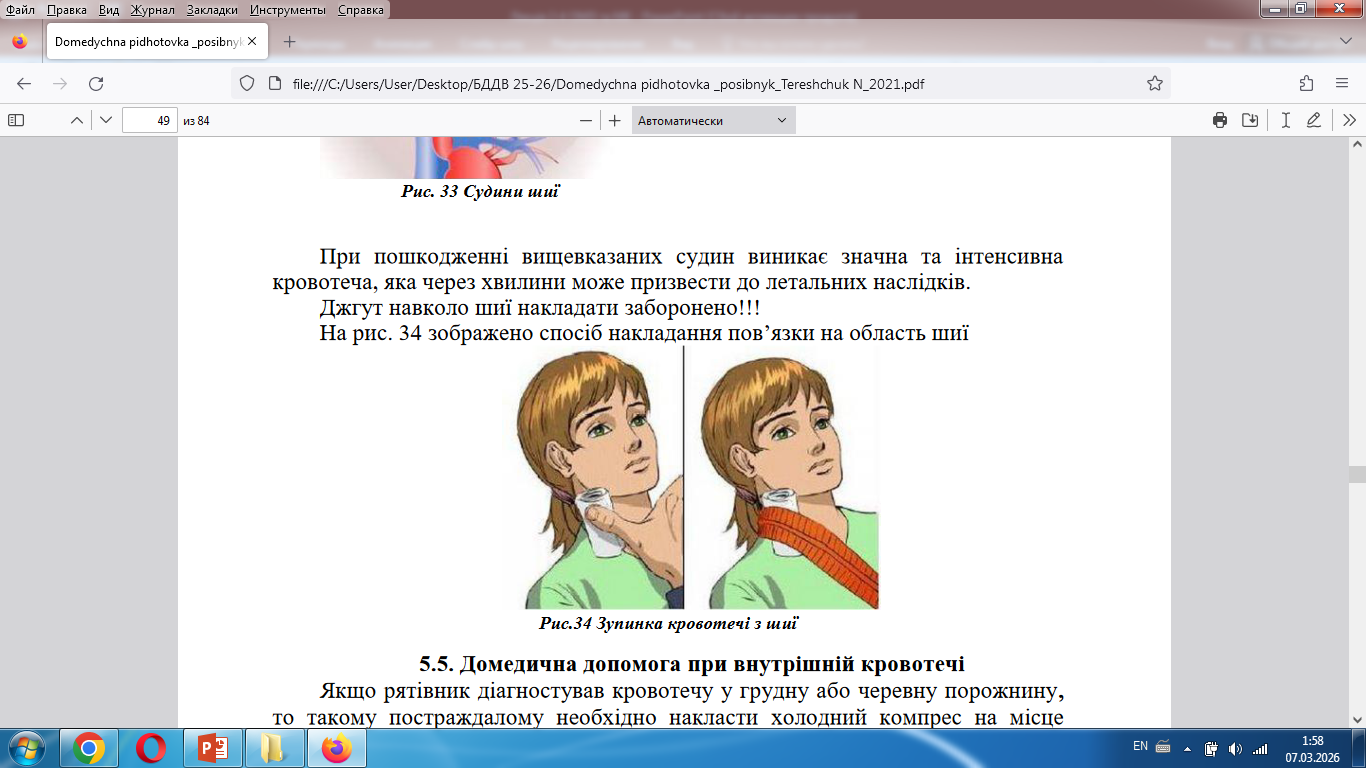 Файл Правка Вид Журнал Закладки Инструменты Справка
Domedychna pidhotovka _posibnyk
file:///C:/Users/User/Desktop/БДДВ 25-26/Domedychna pidhotovka _posibnyk_Tereshchuk N_2021.pdf
49 из 84
Автоматически
Рис. 33 Судини шиї
При пошкодженні вищевказаних судин виникає значна та інтенсивна
кровотеча, яка через хвилини може призвести до летальних наслідків.
Джгут навколо шиї накладати заборонено!!!
На рис. 34 зображено спосіб накладання пов’язки на область шиї
Рис.34 Зупинка кровотечі з шиї
5.5. Домедична допомога при внутрішній кровотечі
Якщо рятівник діагностував кровотечу у грудну або черевну порожнину,
то такому постраждалому необхідно накласти холодний компрес на місце
EN
1:58
07.03.2026